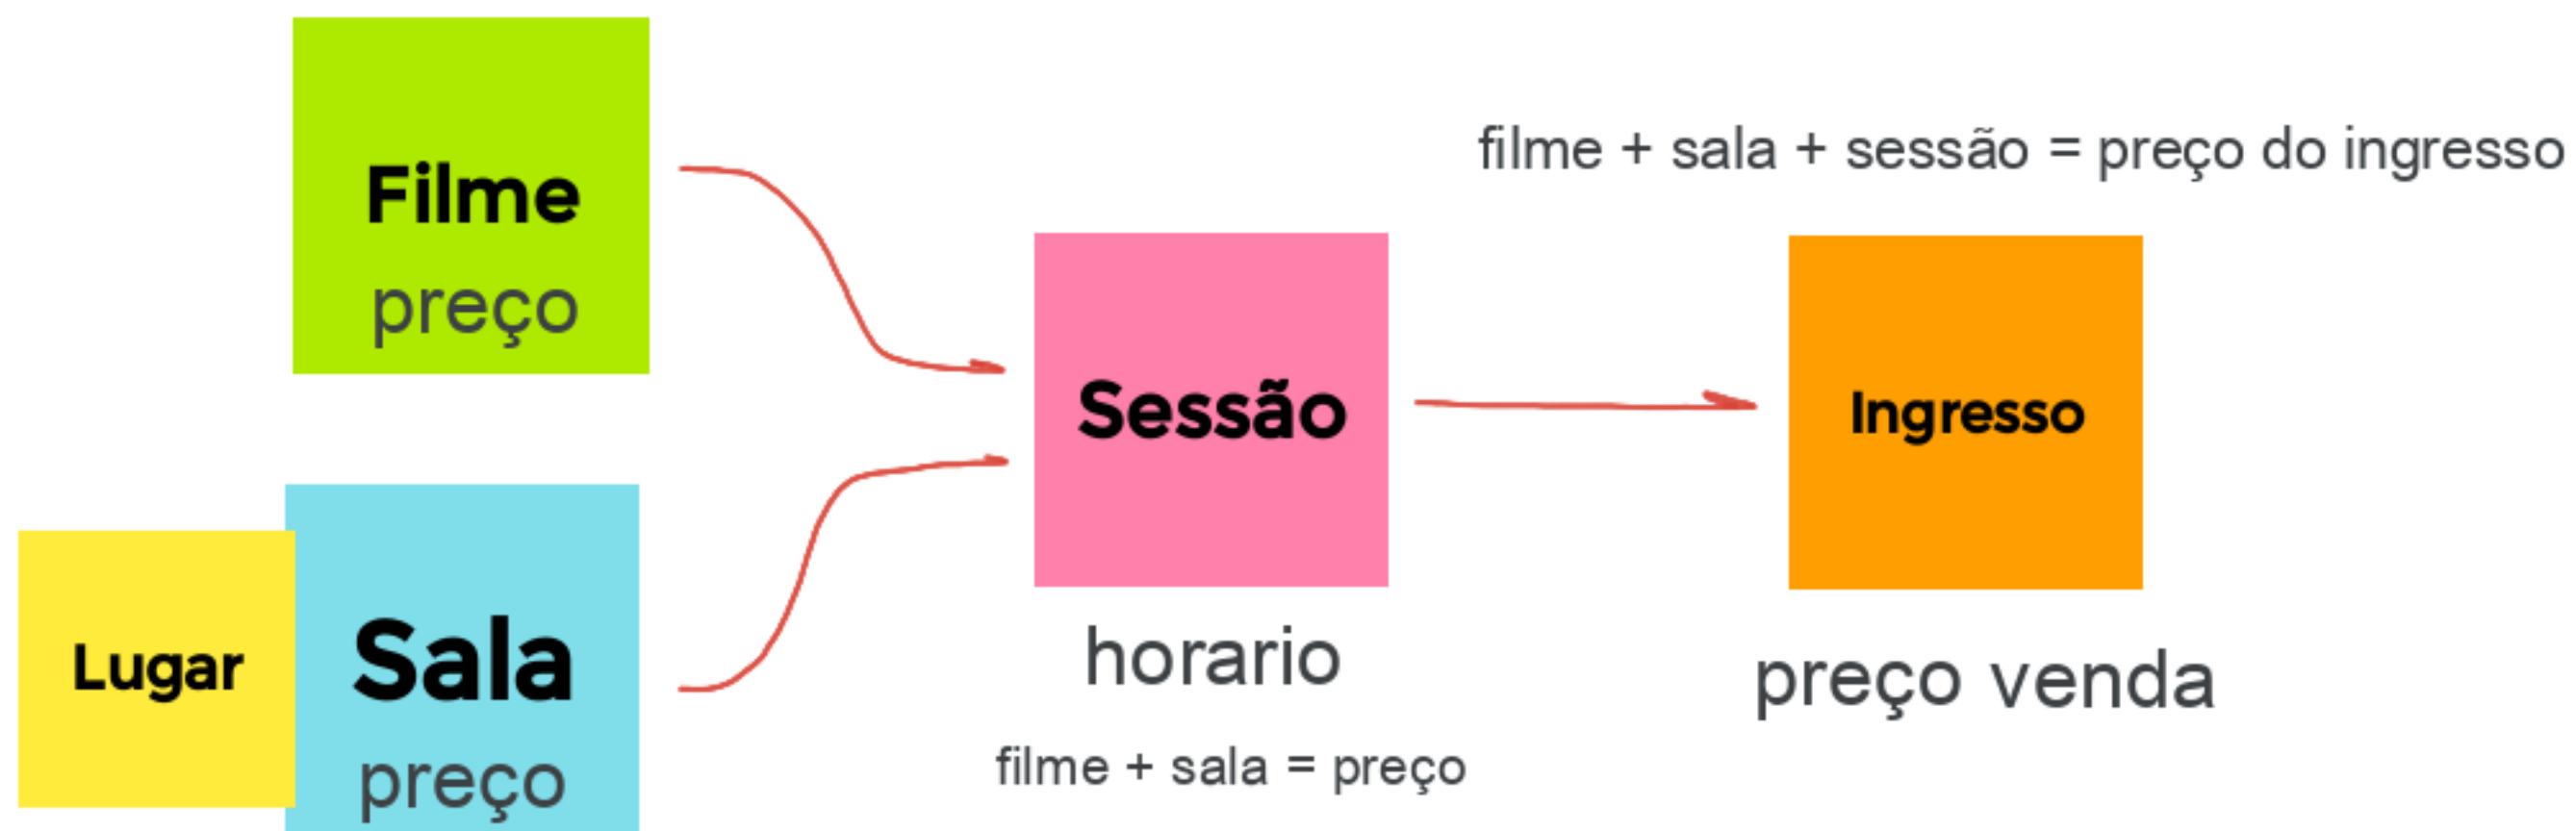 Filme
preço
filme + sala + sessão = preço do ingresso
Sessão
Ingresso
Lugar
Sala
preço
horario
filme + sala = preço
preço venda